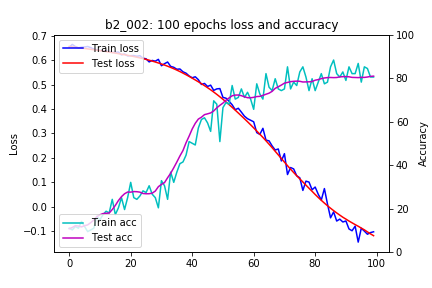 b2_002: 100 epochs loss and accuracy
Train loss
Test loss
Train acc
Test acc
Loss
Accuracy
0.7
0.6
0.5
0.4
0.3
0.2
0.1
0.0
−0.1
100
80
60
40
20
0
0 20 40 60 80 100